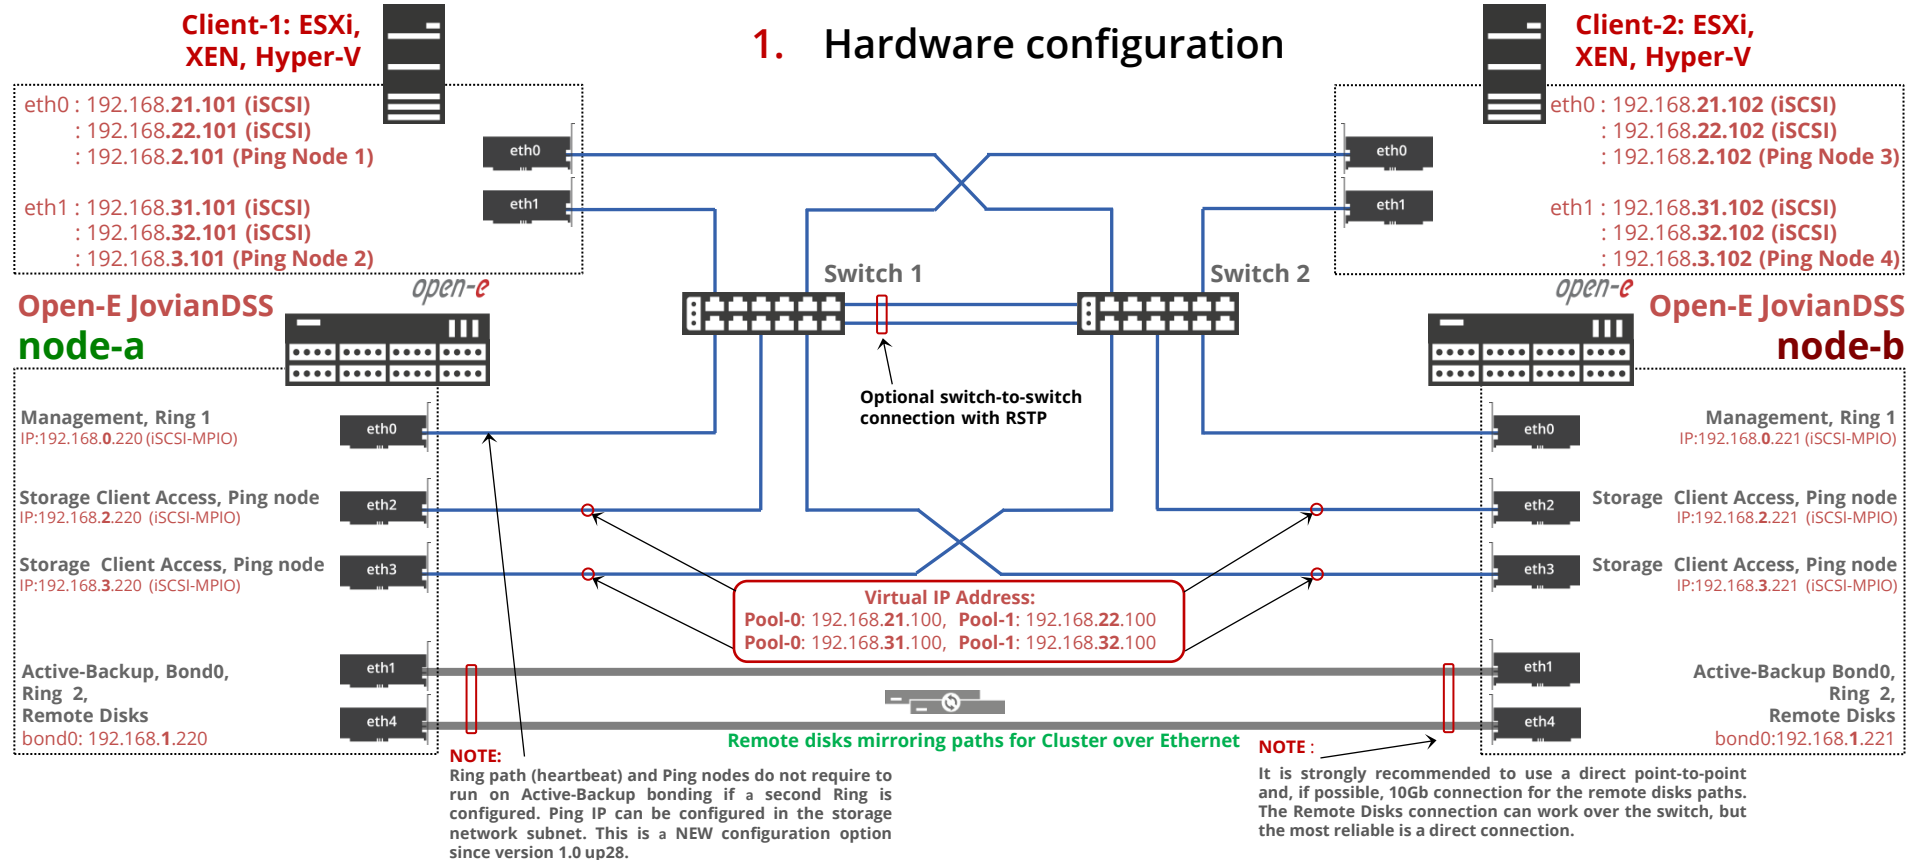 1. Hardware configuration
Client-1: ESXi,
XEN, Hyper-V
eth0 : 192.168.21.101 (iSCSI)
: 192.168.22.101 (iSCSI)
: 192.168.2.101 (Ping Node 1)
eth1 : 192.168.31.101 (iSCSI)
: 192.168.32.101 (iSCSI)
: 192.168.3.101 (Ping Node 2)
eth0
eth1
Client-2: ESXi,
XEN, Hyper-V
eth0 : 192.168.21.102 (iSCSI)
: 192.168.22.102 (iSCSI)
: 192.168.2.102 (Ping Node 3)
eth1 : 192.168.31.102 (iSCSI)
: 192.168.32.102 (iSCSI)
: 192.168.3.102 (Ping Node 4)
eth0
eth1
Switch 1
Switch 2
Optional switch-to-switch
connection with RSTP
open-e
Open-E JovianDSS
node-a
Management, Ring 1
IP:192.168.0.220 (iSCSI-MPIO)
eth0
Storage Client Access, Ping node
IP:192.168.2.220 (iSCSI-MPIO)
eth2
Storage Client Access, Ping node
IP:192.168.3.220 (iSCSI-MPIO)
eth3
Active-Backup, Bond0,
Ring 2,
Remote Disks
bond0: 192.168.1.220
eth1
eth4
open-e
Open-E JovianDSS
node-b
eth0
Management, Ring 1
IP:192.168.0.221 (iSCSI-MPIO)
eth2
Storage Client Access, Ping node
IP:192.168.2.221 (iSCSI-MPIO)
eth3
Storage Client Access, Ping node
IP:192.168.3.221 (iSCSI-MPIO)
eth1
eth4
Active-Backup Bond0,
Ring 2,
Remote Disks
bond0:192.168.1.221
Virtual IP Address:
Pool-0: 192.168.21.100, Pool-1: 192.168.22.100
Pool-0: 192.168.31.100, Pool-1: 192.168.32.100
Remote disks mirroring paths for Cluster over Ethernet
NOTE:
Ring path (heartbeat) and Ping nodes do not require to
run on Active-Backup bonding if a second Ring is
configured. Ping IP can be configured in the storage
network subnet. This is a NEW configuration option
since version 1.0 up28.
NOTE :
It is strongly recommended to use a direct point-to-point
and, if possible, 10Gb connection for the remote disks paths.
The Remote Disks connection can work over the switch, but
the most reliable is a direct connection.